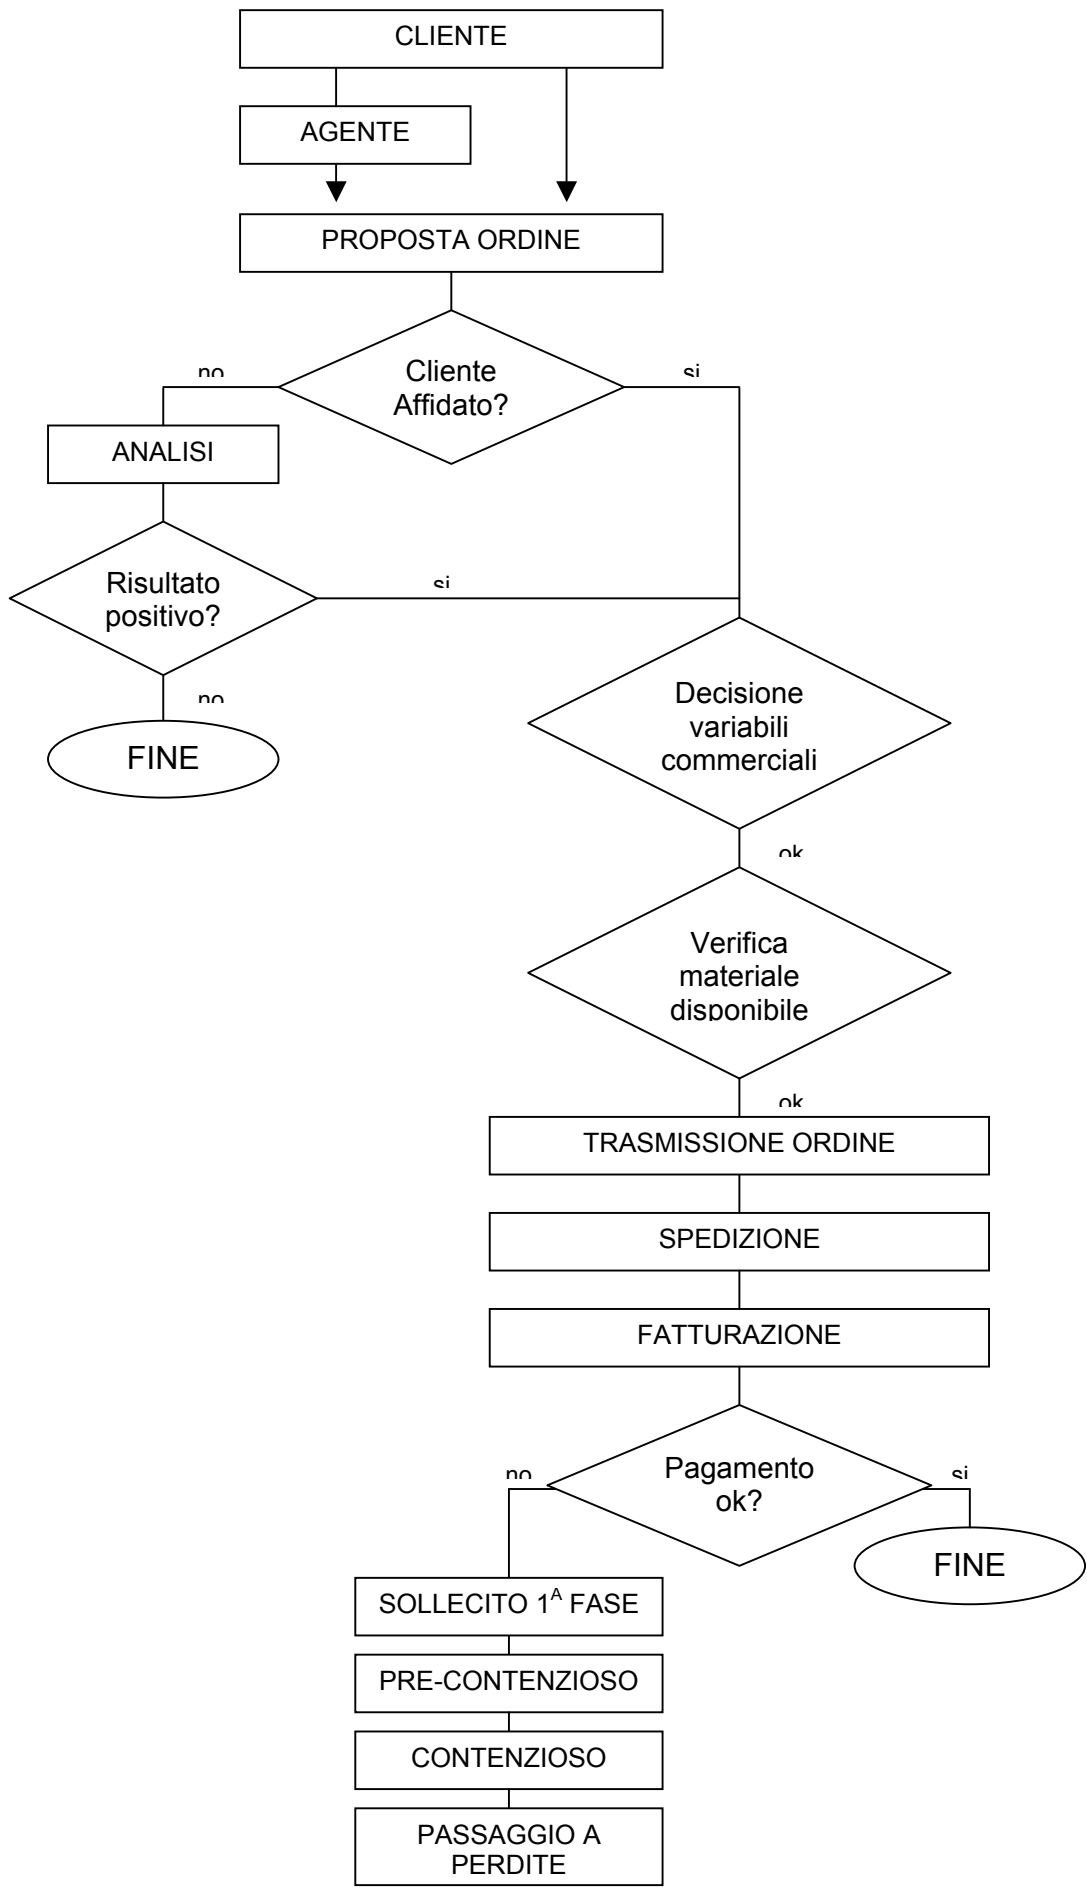 CLIENTE
AGENTE
PROPOSTA ORDINE
Cliente
Affidato?
no
si
ANALISI
Risultato
positivo?
si
no
FINE
Decisione
variabili
commerciali
ok
Verifica
materiale
disponibile
ok
TRASMISSIONE ORDINE
SPEDIZIONE
FATTURAZIONE
Pagamento
ok?
no
si
FINE
SOLLECITO 1^A FASE
PRE-CONTENZIOSO
CONTENZIOSO
PASSAGGIO A
PERDITE